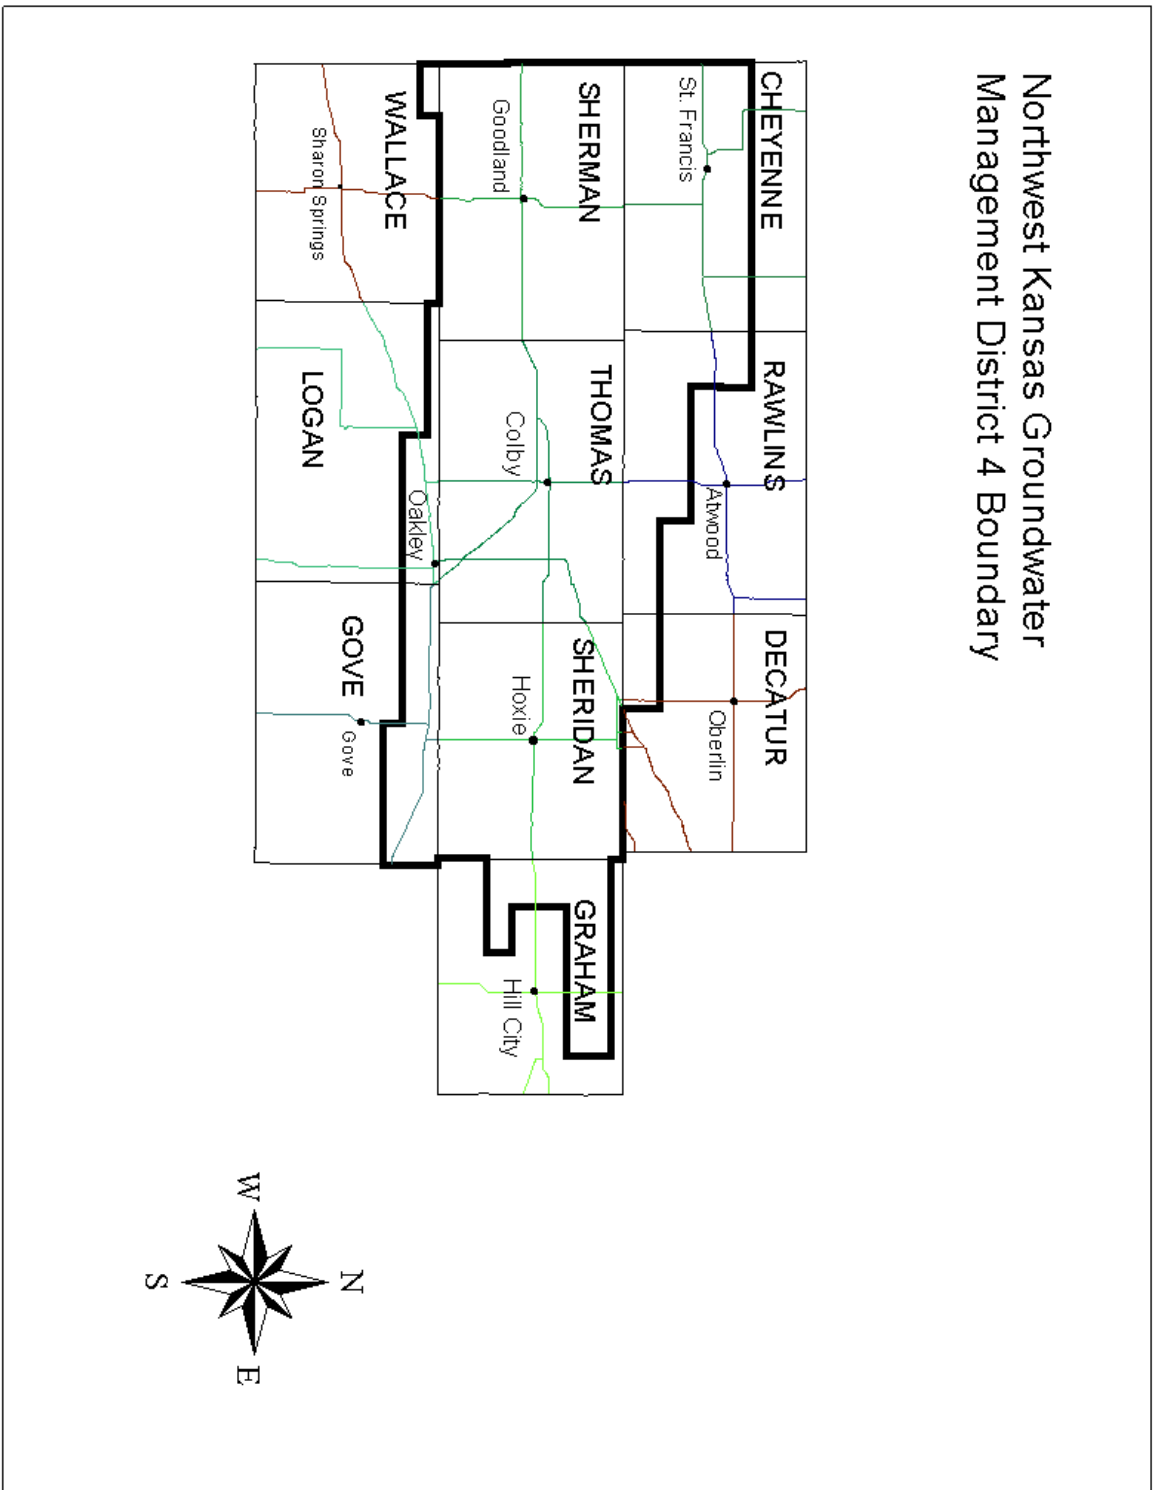 Northwest Kansas Groundwater
Management District 4 Boundary
CHEYENNE
RAWLINS
DECATUR
St. Francis
Atwood
Oberlin
SHERMAN
THOMAS
SHERIDAN
GRAHAM
Goodland
Colby
Hoxie
Hill City
WALLACE
Oakley
Sharon Springs
LOGAN
GOVE
Gove
N
W
E
S